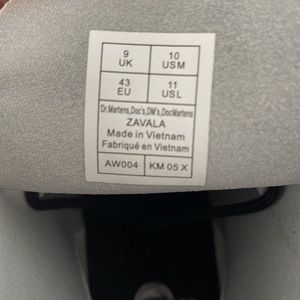 9 UK 10 USM
43 EU 11 USL
Dr.Martens,Doc's,DM's,DocMartens
ZAVALA
Made in Vietnam
Fabriqué en Vietnam
AW004 KM 05 X